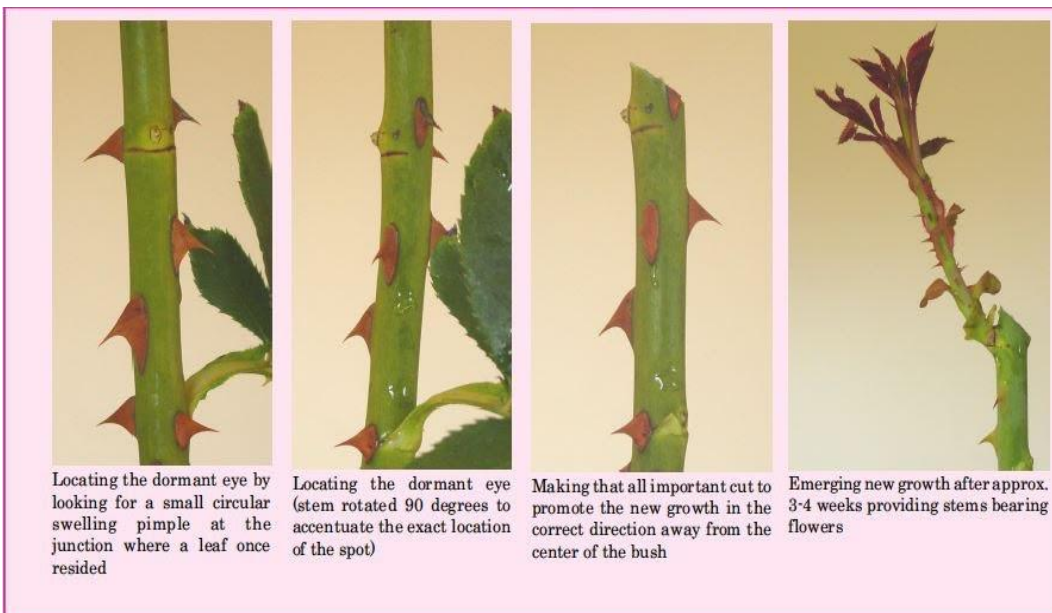 Locating the dormant eye by
looking for a small circular
swelling pimple at the
junction where a leaf once
resided
Locating the dormant eye
(stem rotated 90 degrees to
accentuate the exact location
of the spot)
Making that all important cut to
promote the new growth in the
correct direction away from the
center of the bush
Emerging new growth after approx.
3-4 weeks providing stems bearing
flowers